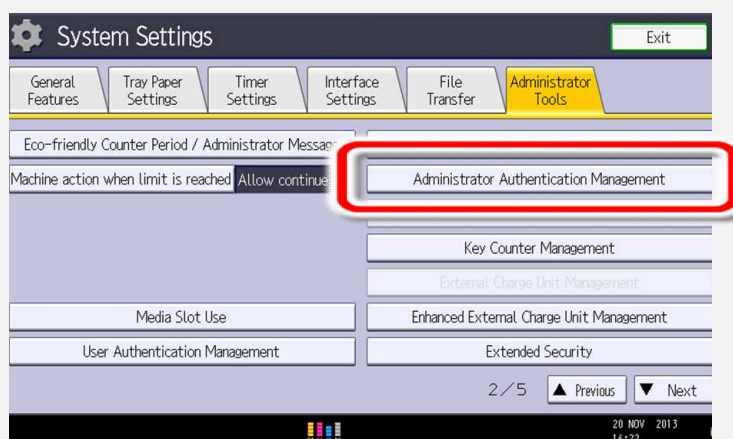 System Settings
Exit
General
Features
Tray Paper
Settings
Timer
Settings
Interface
Settings
File
Transfer
Administrator
Tools
Eco-friendly Counter Period / Administrator Message
Machine action when limit is reached Allow continue
Administrator Authentication Management
Key Counter Management
External Charge Unit Management
Media Slot Use
Enhanced External Charge Unit Management
User Authentication Management
Extended Security
2/5
▲ Previous
▼ Next
20 NOV 2013
16:22